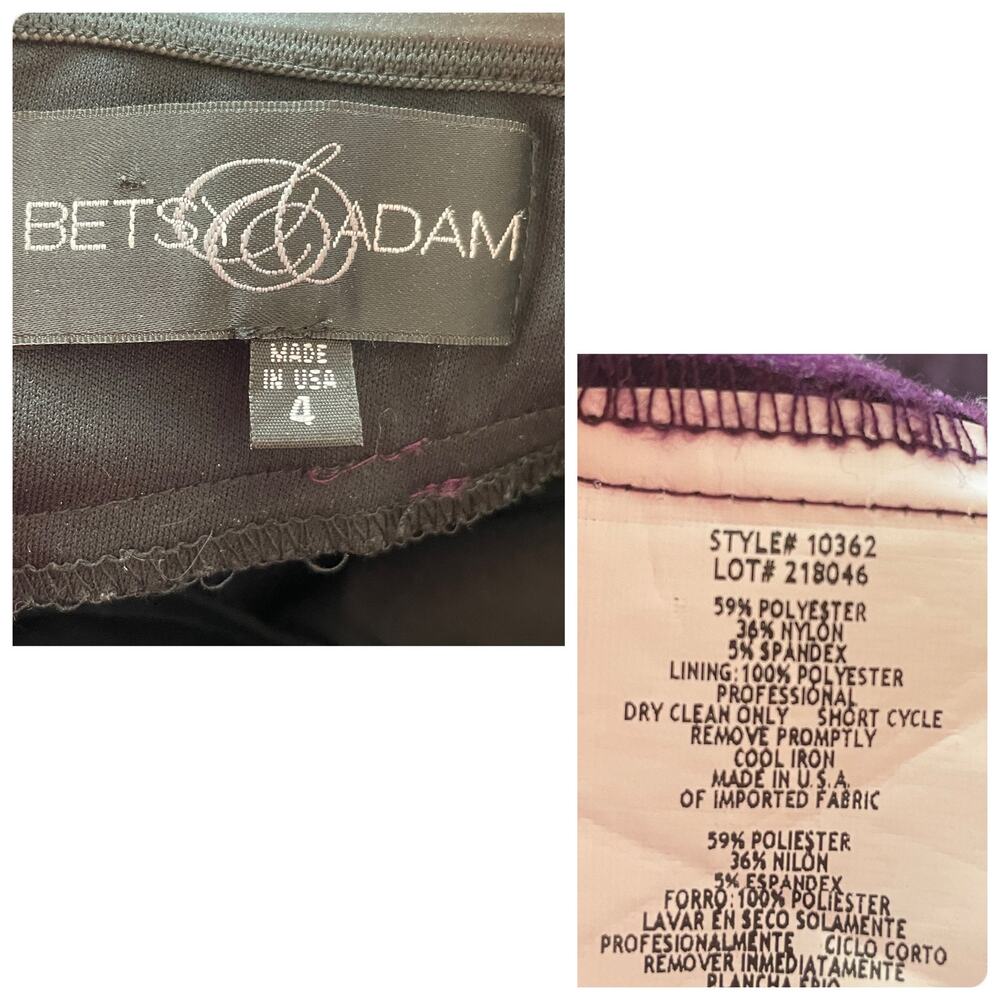 BETSY & ADAM
MADE
IN USA
4
STYLE# 10362
LOT# 218046
59% POLYESTER
36% NYLON
5% SPANDEX
LINING:100% POLYESTER
PROFESSIONAL
DRY CLEAN ONLY SHORT CYCLE
REMOVE PROMPTLY
COOL IRON
MADE IN U.S.A.
OF IMPORTED FABRIC
59% POLIESTER
36% NILON
5% ESPANDEX
FORRO:100% POLIESTER
LAVAR EN SECO SOLAMENTE
PROFESIONALMENTE CICLO CORTO
REMOVER INMEDIATAMENTE
PLANCHA FRIO